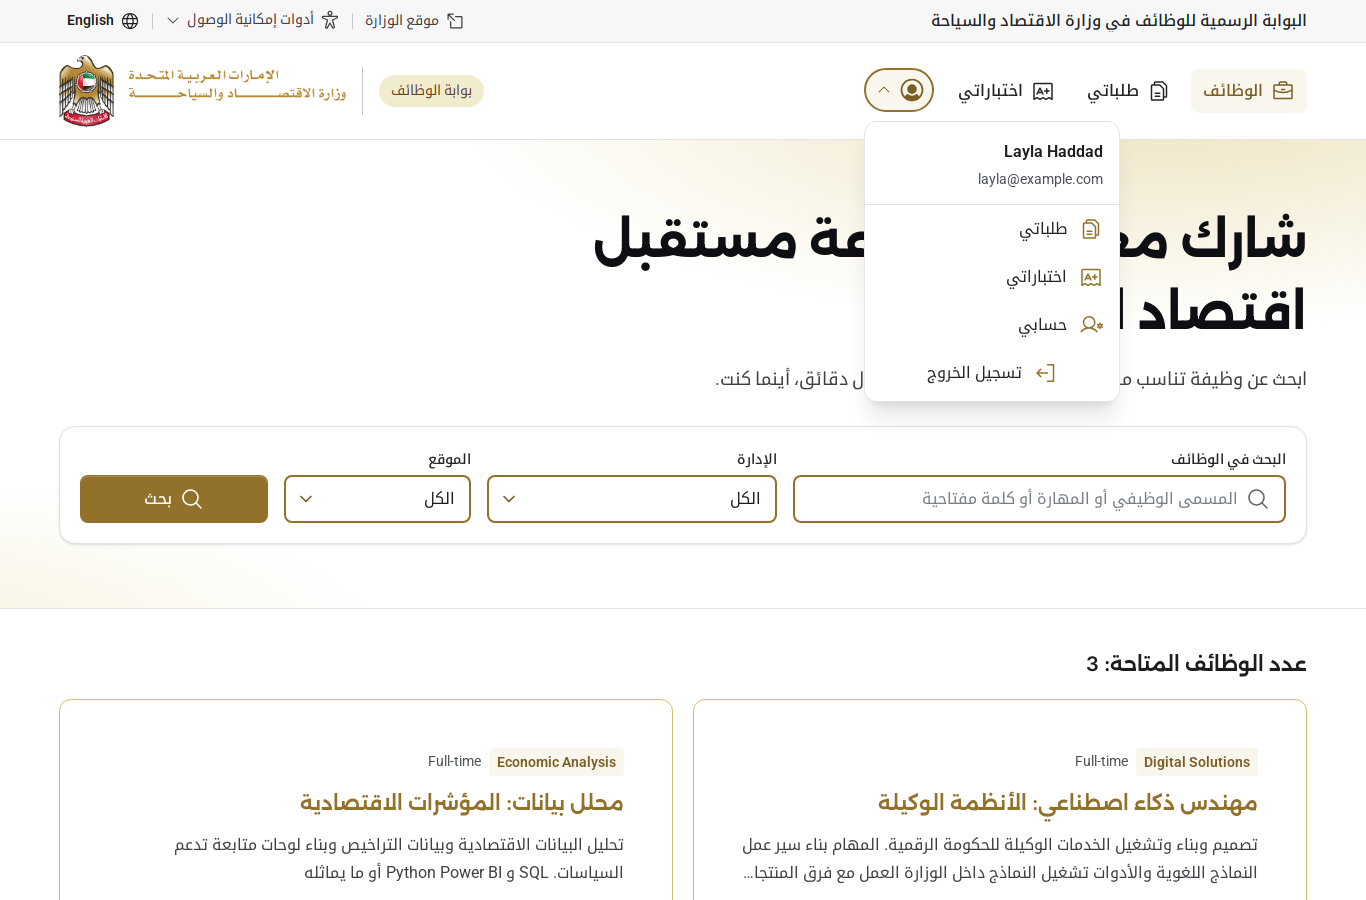 البوابة الرسمية للوظائف في وزارة الاقتصاد والسياحة
موقع الوزارة
أدوات إمكانية الوصول
English
الوظائف
طلباتي
اختباراتي
بوابة الوظائف
الإمارات العربية المتحدة
وزارة الاقتصاد والسياحة
Layla Haddad
layla@example.com
طلباتي
اختباراتي
حسابي
تسجيل الخروج
شارك مستقبل
اقتصاد
ابحث عن وظيفة تناسب دقائق، أينما كنت.
البحث في الوظائف
المسمى الوظيفي أو المهارة أو كلمة مفتاحية
الإدارة
الكل
الموقع
الكل
بحث
عدد الوظائف المتاحة: 3
Digital Solutions
Full-time
مهندس ذكاء اصطناعي: الأنظمة الوكيلة
تصميم وبناء وتشغيل الخدمات الوكيلة للحكومة الرقمية. المهام بناء سير عمل
النماذج اللغوية والأدوات تشغيل النماذج داخل الوزارة العمل مع فرق المنتجا...
Economic Analysis
Full-time
محلل بيانات: المؤشرات الاقتصادية
تحليل البيانات الاقتصادية وبيانات التراخيص وبناء لوحات متابعة تدعم
السياسات. SQL و Python Power BI أو ما يماثله